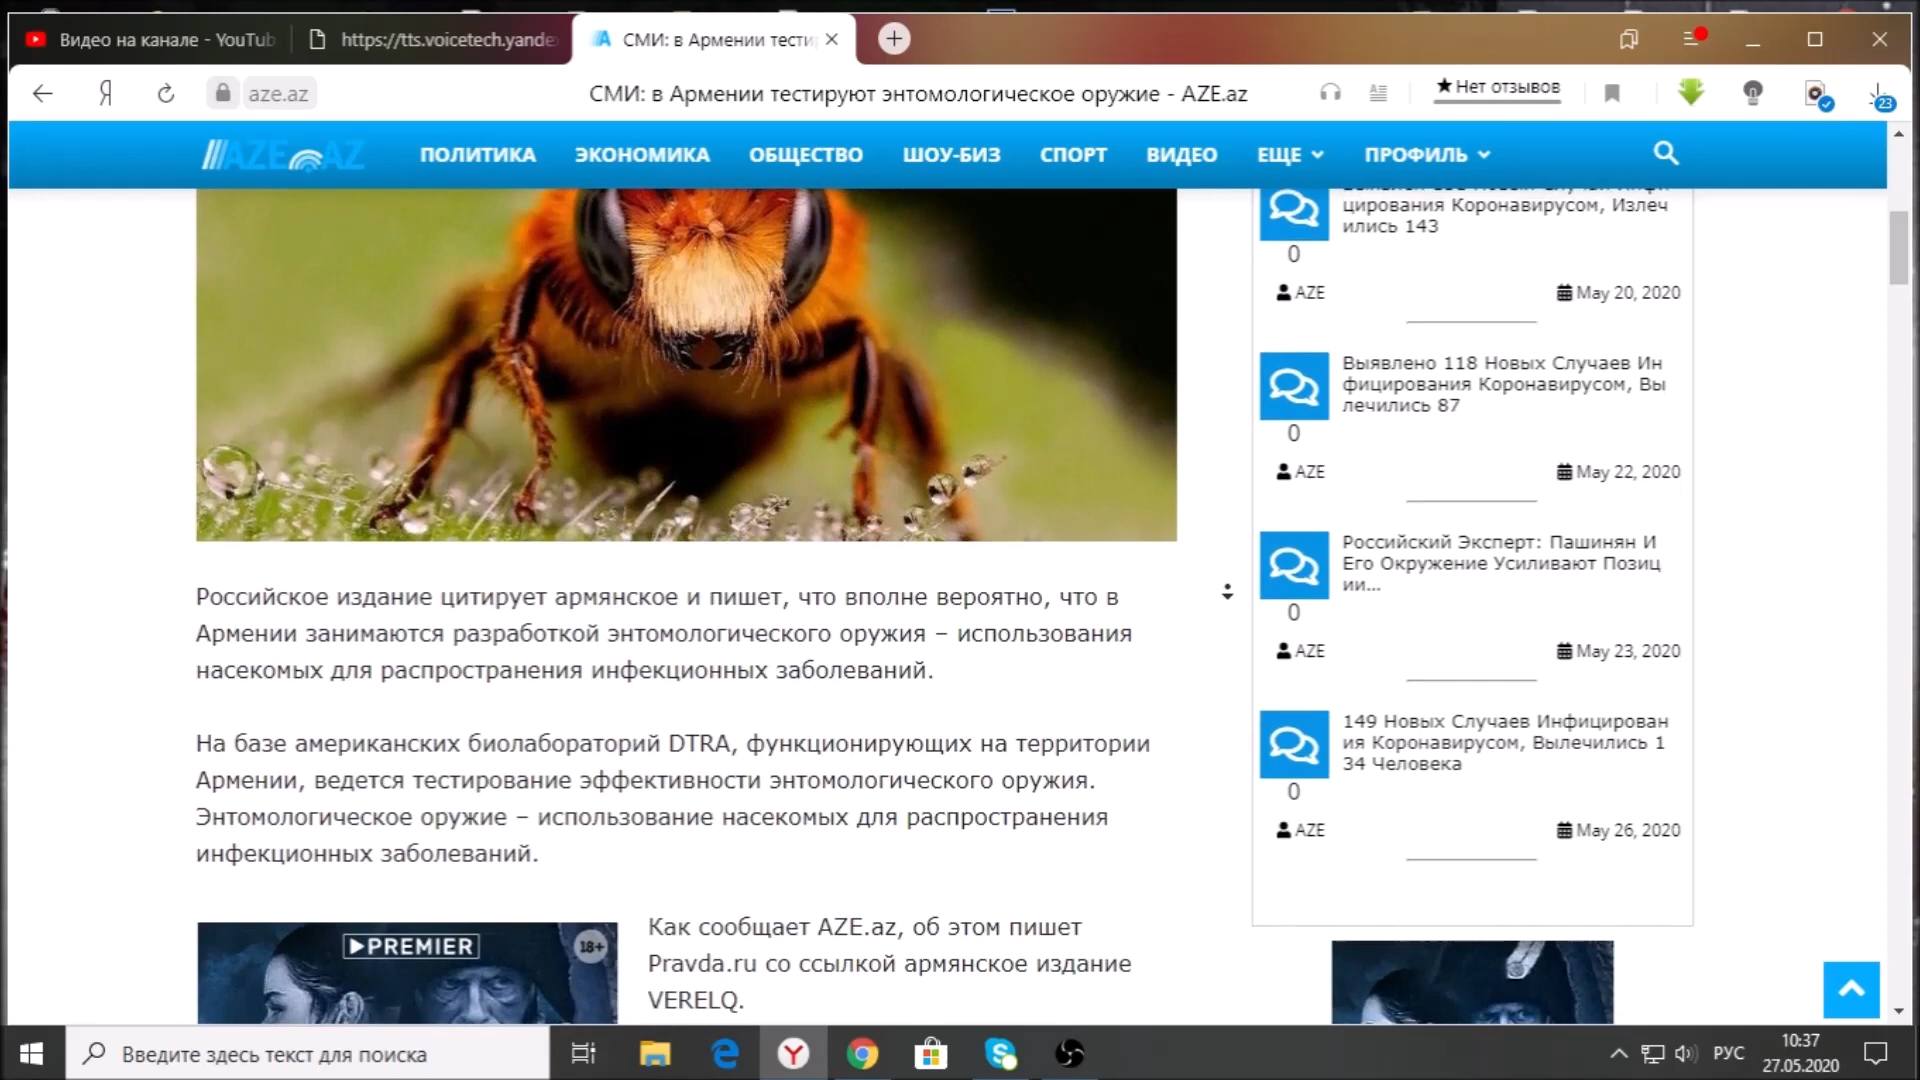 Видео на канале - YouTub
https://tts.voicetech.yande
СМИ: в Армении тести
Я
aze.az
СМИ: в Армении тестируют энтомологическое оружие - AZE.az
★Нет отзывов
23
AZE AZ
ПОЛИТИКА
ЭКОНОМИКА
ОБЩЕСТВО
ШОУ-БИЗ
СПОРТ
ВИДЕО
ЕЩЕ
ПРОФИЛЬ
цирования Коронавирусом, Излеч
ились 143
0
AZE
May 20, 2020
Выявлено 118 Новых Случаев Ин
фицирования Коронавирусом, Вы
лечились 87
0
AZE
May 22, 2020
Российский Эксперт: Пашинян И
Его Окружение Усиливают Позиц
ии...
0
AZE
May 23, 2020
149 Новых Случаев Инфицирован
ия Коронавирусом, Вылечились 1
34 Человека
0
AZE
May 26, 2020
Российское издание цитирует армянское и пишет, что вполне вероятно, что в
Армении занимаются разработкой энтомологического оружия – использования
насекомых для распространения инфекционных заболеваний.
На базе американских биолабораторий DTRA, функционирующих на территории
Армении, ведется тестирование эффективности энтомологического оружия.
Энтомологическое оружие – использование насекомых для распространения
инфекционных заболеваний.
PREMIER
18+
Как сообщает AZE.az, об этом пишет
Pravda.ru со ссылкой армянское издание
VERELQ.
Введите здесь текст для поиска
РУС
10:37
27.05.2020